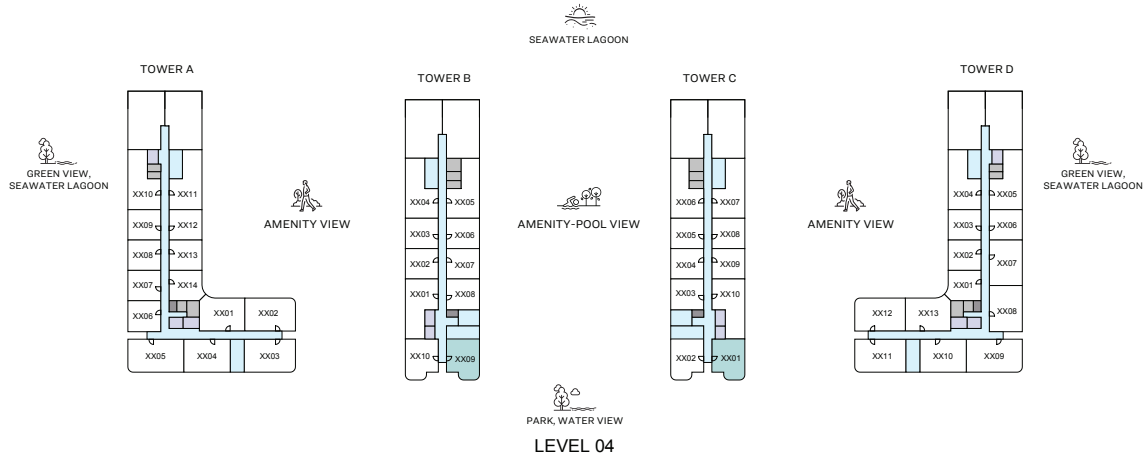 SEAWATER LAGOON
TOWER A
TOWER B
TOWER C
TOWER D
GREEN VIEW,
SEAWATER LAGOON
AMENITY VIEW
AMENITY-POOL VIEW
AMENITY VIEW
GREEN VIEW,
SEAWATER LAGOON
XX10 XX11
XX09 XX12
XX08 XX13
XX07 XX14
XX06 XX01 XX02
XX05 XX04 XX03
XX04 XX05
XX03 XX06
XX02 XX07
XX01 XX08
XX10 XX09
XX06 XX07
XX05 XX08
XX04 XX09
XX03 XX10
XX02 XX01
XX04 XX05
XX03 XX06
XX02 XX07
XX01
XX12 XX13 XX08
XX11 XX10 XX09
PARK, WATER VIEW
LEVEL 04